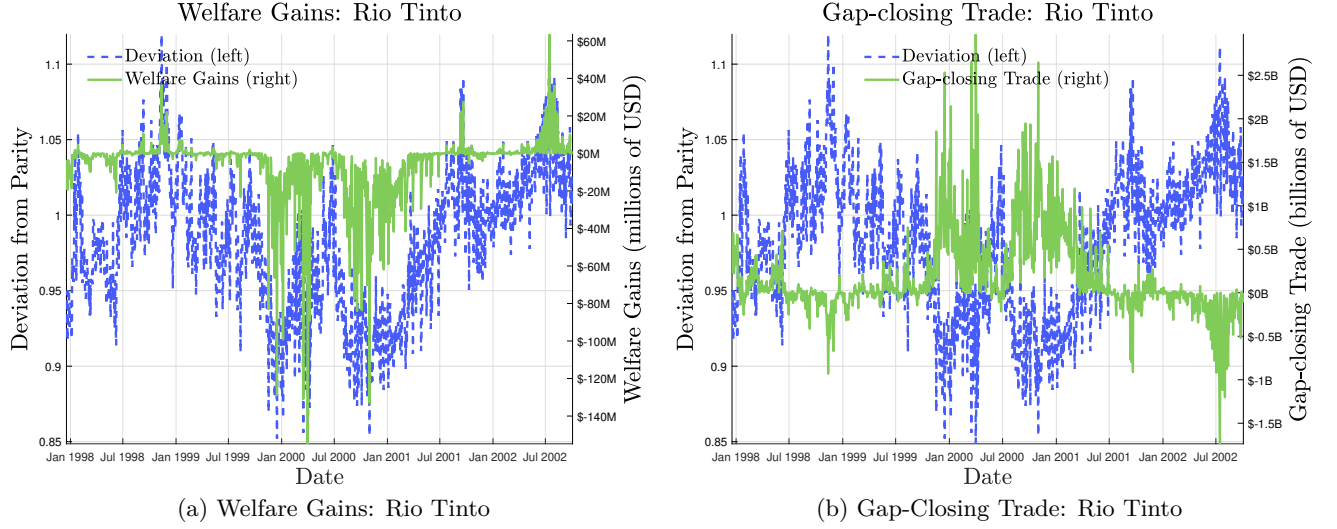 Welfare Gains: Rio Tinto
Deviation (left)
Welfare Gains (right)
Deviation from Parity
1.1
1.05
1
0.95
0.9
0.85
$60M
$40M
$20M
$0M
$-20M
$-40M
$-60M
$-80M
$-100M
$-120M
$-140M
Welfare Gains (millions of USD)
Jan 1998 Jul 1998 Jan 1999 Jul 1999 Jan 2000 Jul 2000 Jan 2001 Jul 2001 Jan 2002 Jul 2002
Date
(a) Welfare Gains: Rio Tinto
Gap-closing Trade: Rio Tinto
Deviation (left)
Gap-closing Trade (right)
Deviation from Parity
1.1
1.05
1
0.95
0.9
0.85
$2.5B
$2B
$1.5B
$1B
$0.5B
$0B
$-0.5B
$-1B
$-1.5B
Gap-closing Trade (billions of USD)
Jan 1998 Jul 1998 Jan 1999 Jul 1999 Jan 2000 Jul 2000 Jan 2001 Jul 2001 Jan 2002 Jul 2002
Date
(b) Gap-Closing Trade: Rio Tinto